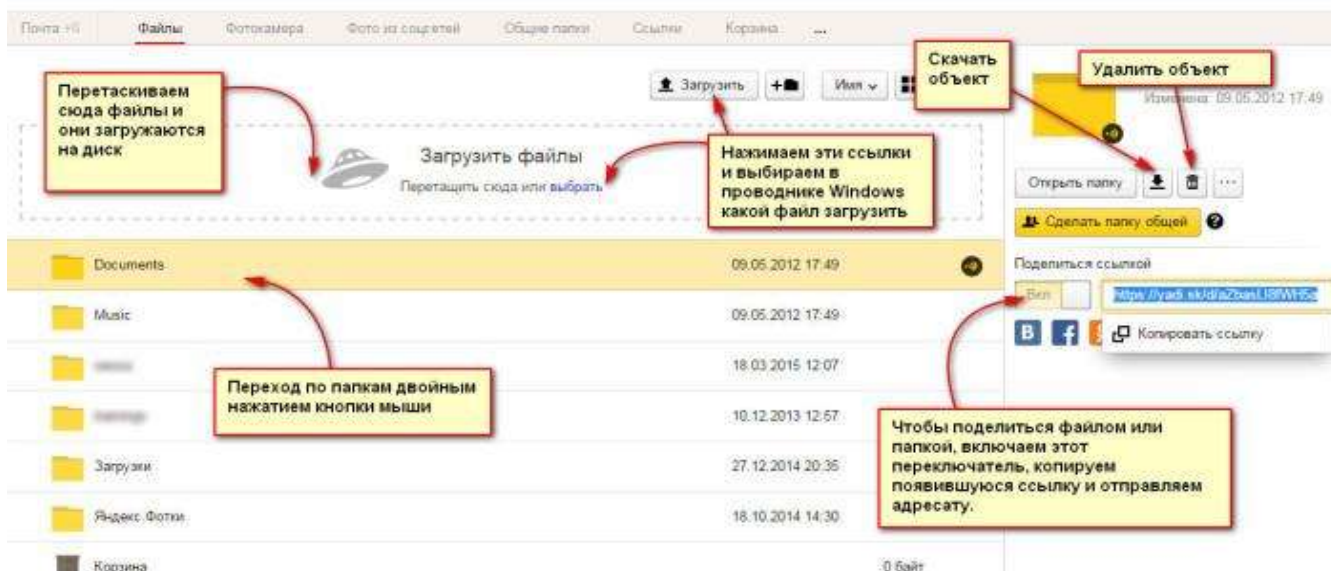 Почта
Файлы
Фотокамера
Фото из соцсетей
Общие папки
Ссылки
Корзина
...
Перетаскиваем
сюда файлы и
они загружаются
на диск
Загрузить
Имя
Скачать
объект
Удалить объект
Изменена: 09.05.2012 17:49
Загрузить файлы
Перетащить сюда или выбрать
Нажимаем эти ссылки
и выбираем в
проводнике Windows
какой файл загрузить
Открыть папку
Сделать папку общей
Documents 09.05.2012 17:49
Music 09.05.2012 17:49
18.03.2015 12:07
10.12.2013 12:57
Загрузки 27.12.2014 20:35
Яндекс.Фотки 18.10.2014 14:30
Корзина 0 байт
Переход по папкам двойным
нажатием кнопки мыши
Поделиться ссылкой
Вкл
Копировать ссылку
Чтобы поделиться файлом или
папкой, включаем этот
переключатель, копируем
появившуюся ссылку и отправляем
адресату.